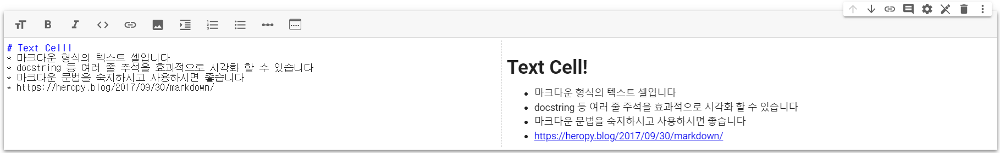 # Text Cell!
* 마크다운 형식의 텍스트 셀입니다
* docstring 등 여러 줄 주석을 효과적으로 시각화 할 수 있습니다
* 마크다운 문법을 숙지하시고 사용하시면 좋습니다
* https://heropy.blog/2017/09/30/markdown/
Text Cell!
• 마크다운 형식의 텍스트 셀입니다
• docstring 등 여러 줄 주석을 효과적으로 시각화 할 수 있습니다
• 마크다운 문법을 숙지하시고 사용하시면 좋습니다
• https://heropy.blog/2017/09/30/markdown/